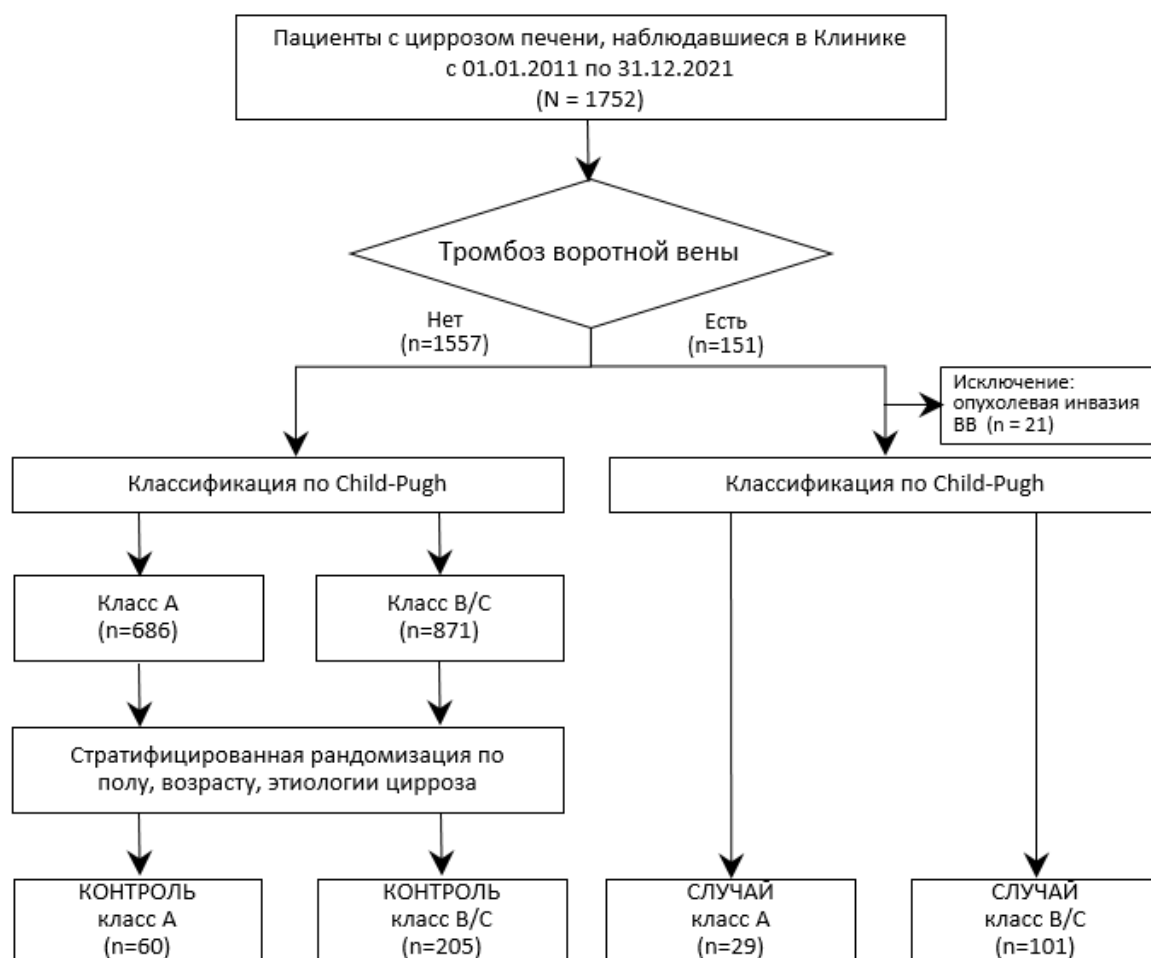 Пациенты с циррозом печени, наблюдавшиеся в Клинике
с 01.01.2011 по 31.12.2021
(N = 1752)
Тромбоз воротной вены
Нет
(n=1557)
Есть
(n=151)
Исключение:
опухолевая инвазия
ВВ (n = 21)
Классификация по Child-Pugh
Классификация по Child-Pugh
Класс А
(n=686)
Класс В/С
(n=871)
Стратифицированная рандомизация по
полу, возрасту, этиологии цирроза
КОНТРОЛЬ
класс А
(n=60)
КОНТРОЛЬ
класс В/С
(n=205)
СЛУЧАЙ
класс А
(n=29)
СЛУЧАЙ
класс В/С
(n=101)